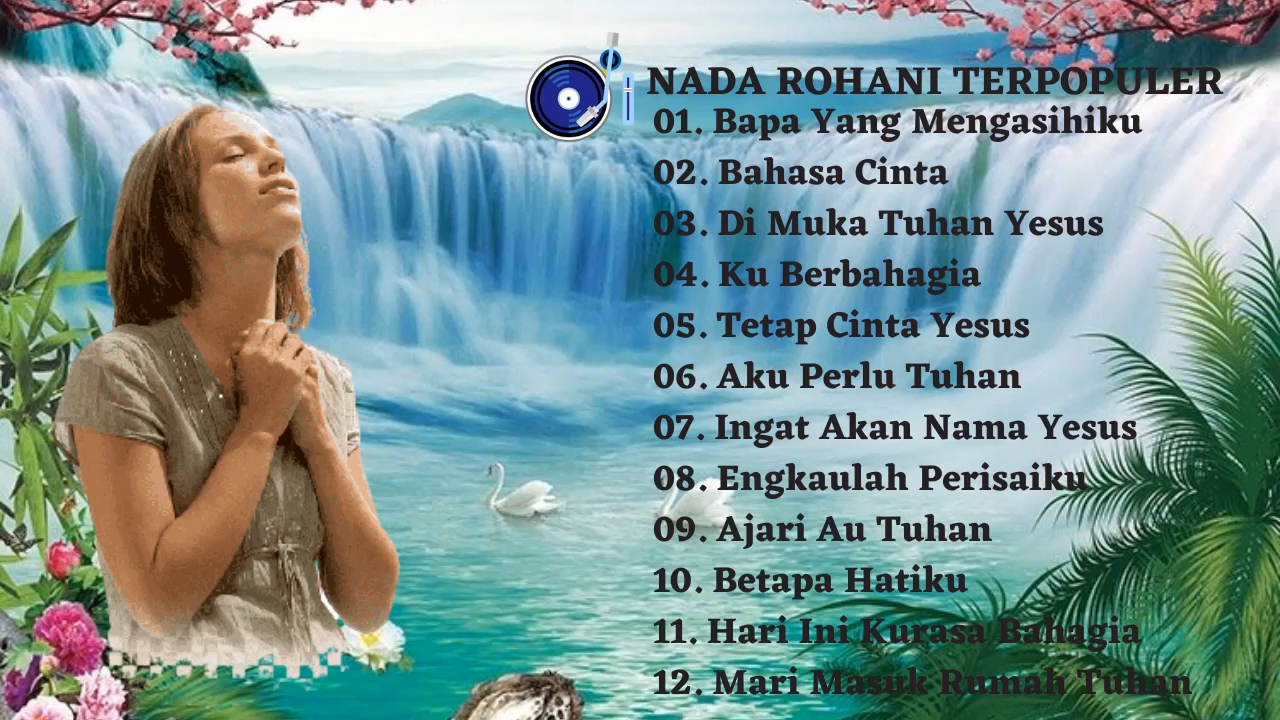 NADA ROHANI TERPOPULER
01. Bapa Yang Mengasihiku
02. Bahasa Cinta
03. Di Muka Tuhan Yesus
04. Ku Berbahagia
05. Tetap Cinta Yesus
06. Aku Perlu Tuhan
07. Ingat Akan Nama Yesus
08. Engkaulah Perisaiku
09. Ajari Au Tuhan
10. Betapa Hatiku
11. Hari Ini Kurasa Bahagia
12. Mari Masuk Rumah Tuhan